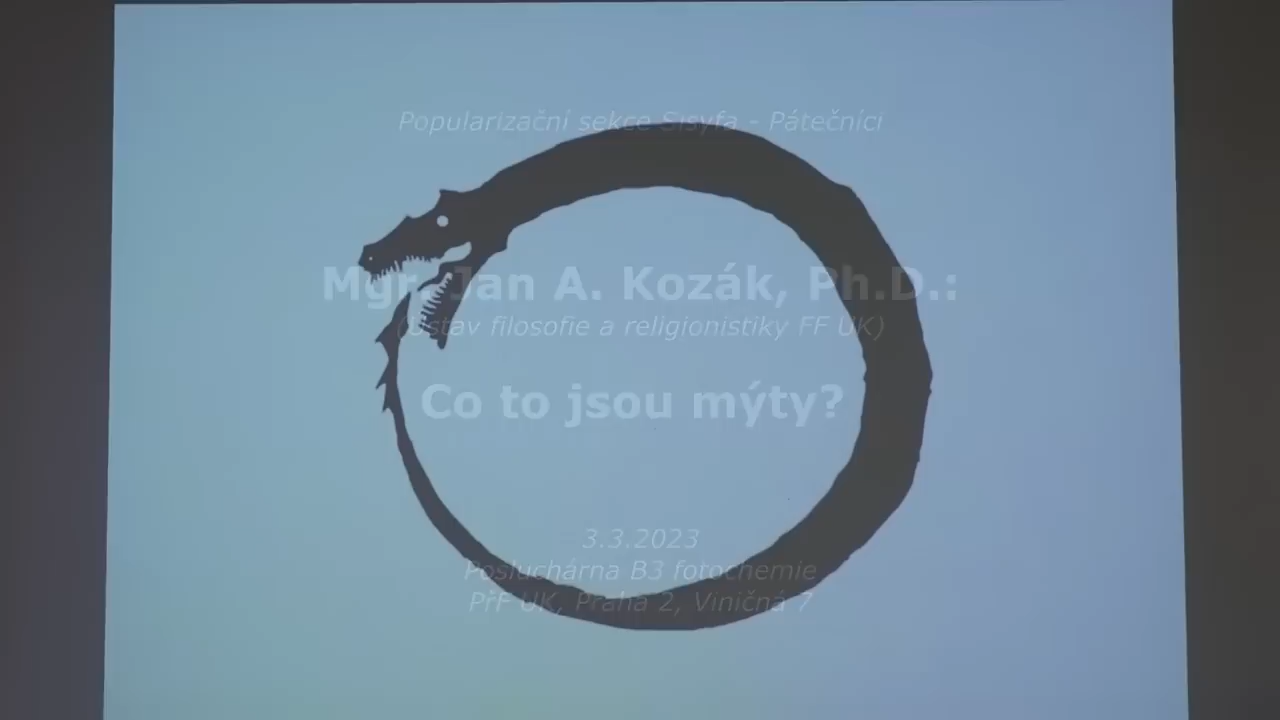 Popularizační sekce Sisyfa - Pátečníci
Mgr. Jan A. Kozák, Ph.D.:
(Ústav filosofie a religionistiky FF UK)
Co to jsou mýty?
3.3.2023
Posluchárna B3 fotochemie
PřF UK, Praha 2, Viničná 7